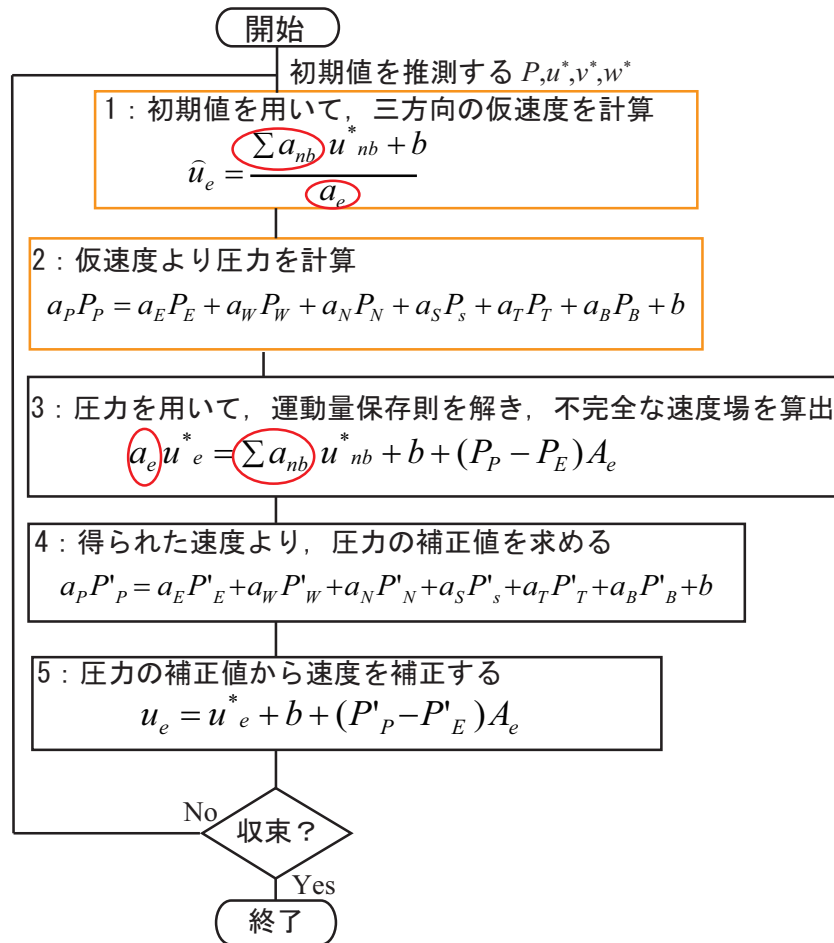 開始
初期値を推測する P,u*,v*,w*
1：初期値を用いて，三方向の仮速度を計算
û_e = (∑a_nb u*_nb + b) / a_e
2：仮速度より圧力を計算
a_P P_P = a_E P_E + a_W P_W + a_N P_N + a_S P_s + a_T P_T + a_B P_B + b
3：圧力を用いて，運動量保存則を解き，不完全な速度場を算出
a_e u*_e = ∑a_nb u*_nb + b + (P_P − P_E) A_e
4：得られた速度より，圧力の補正値を求める
a_P P'_P = a_E P'_E + a_W P'_W + a_N P'_N + a_S P'_s + a_T P'_T + a_B P'_B + b
5：圧力の補正値から速度を補正する
u_e = u*_e + b + (P'_P − P'_E) A_e
No
収束？
Yes
終了